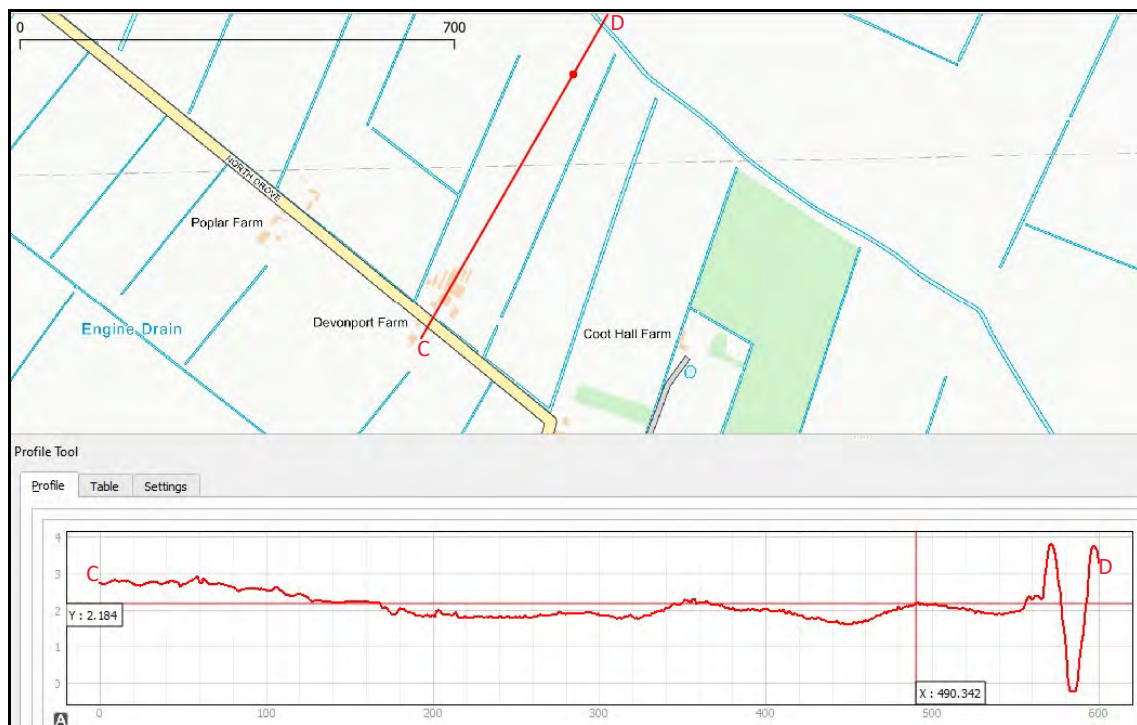 0
700
D
NORTH DROVE
Poplar Farm
Engine Drain
Devonport Farm
C
Coot Hall Farm
Profile Tool
Profile Table Settings
4
3
2
1
0
C
D
Y : 2.184
X : 490.342
A
0 100 200 300 400 500 600